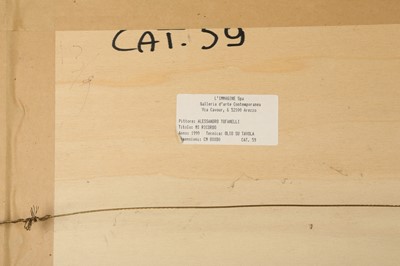 CAT. 59
L'IMMAGINE Spa
Galleria d'arte Contemporanea
Via Cavour, 6 52100 Arezzo
Pittore: ALESSANDRO TOFANELLI
Titolo: MI RICORDO
Anno: 1999 Tecnica: OLIO SU TAVOLA
Dimensioni: CM 80X80 CAT. 59